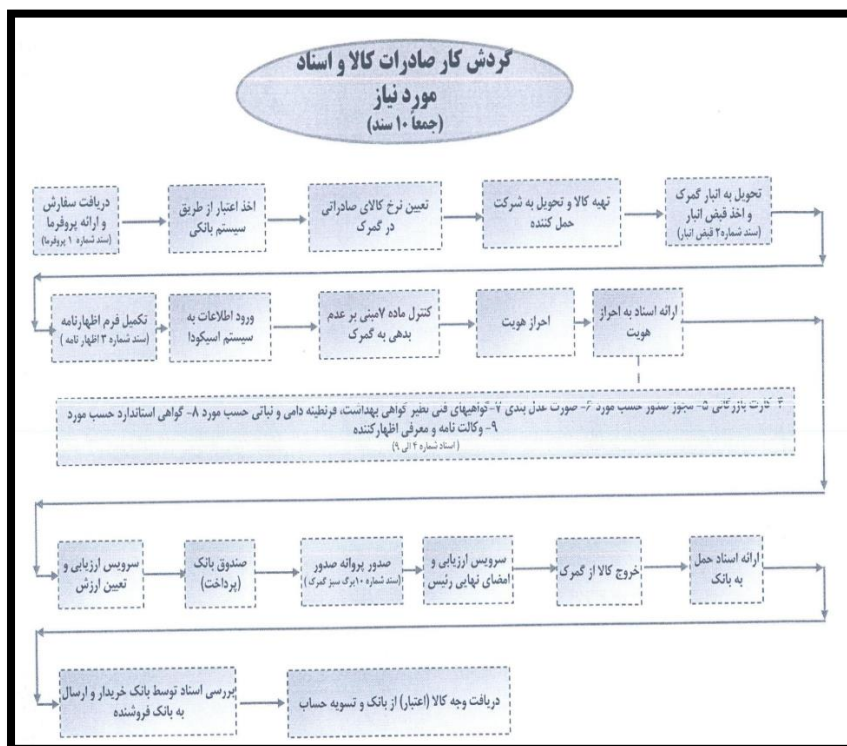 گردش کار صادرات کالا و اسناد
مورد نیاز
(جمعاً ۱۰ سند)
دریافت سفارش
و ارائه پروفرما
(سند شماره ۱ پروفرما)
اخذ اعتبار از طریق
سیستم بانکی
تعیین نرخ کالای صادراتی
در گمرک
تهیه کالا و تحویل به شرکت
حمل کننده
تحویل به انبار گمرک
و اخذ قبض انبار
(سند شماره ۲ قبض انبار)
تکمیل فرم اظهارنامه
(سند شماره ۳ اظهار نامه)
ورود اطلاعات به
سیستم اسیکودا
کنترل ماده ۷مبنی بر عدم
بدهی به گمرک
احراز هویت
ارائه اسناد به احراز
هویت
۴ کارت بازرگانی ۵- مجوز صدور حسب مورد ۶- صورت عدل بندی ۷-گواهیهای فنی نظیر گواهی بهداشت، قرنطینه دامی و نباتی حسب مورد ۸- گواهی استاندارد حسب مورد
۹- وکالت نامه و معرفی اظهارکننده
(اسناد شماره ۴ الی ۹)
سرویس ارزیابی و
تعیین ارزش
صندوق بانک
(پرداخت)
صدور پروانه صدور
(سند شماره ۱۰برگ سبز گمرک)
سرویس ارزیابی و
امضای نهایی رئیس
خروج کالا از گمرک
ارائه اسناد حمل
به بانک
بررسی اسناد توسط بانک خریدار و ارسال
به بانک فروشنده
دریافت وجه کالا (اعتبار) از بانک و تسویه حساب